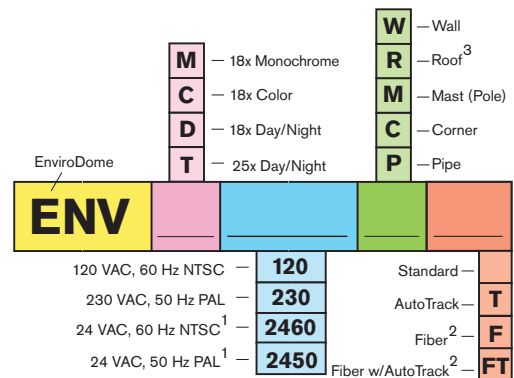 W – Wall
M – 18x Monochrome
R – Roof3
C – 18x Color
M – Mast (Pole)
D – 18x Day/Night
C – Corner
T – 25x Day/Night
P – Pipe
EnviroDome
ENV
120 VAC, 60 Hz NTSC – 120
Standard –
230 VAC, 50 Hz PAL – 230
AutoTrack – T
24 VAC, 60 Hz NTSC1 – 2460
Fiber2 – F
24 VAC, 50 Hz PAL1 – 2450
Fiber w/AutoTrack2 – FT